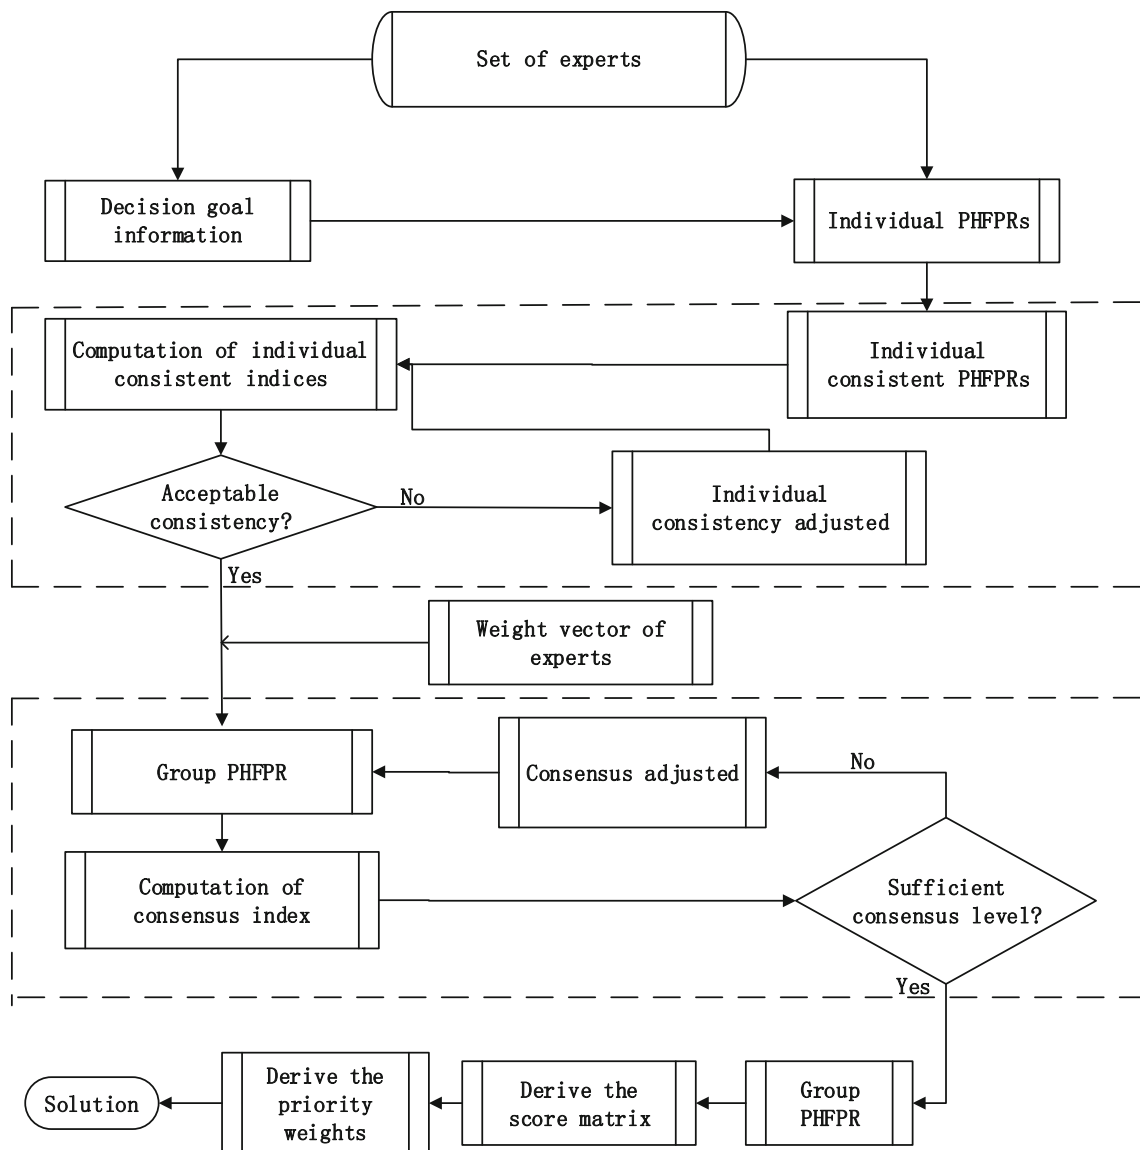 Set of experts
Decision goal
information
Individual PHFPRs
Computation of individual
consistent indices
Individual
consistent PHFPRs
Acceptable
consistency?
No
Individual
consistency adjusted
Yes
Weight vector of
experts
Group PHFPR
Consensus adjusted
No
Computation of
consensus index
Sufficient
consensus level?
Yes
Solution
Derive the
priority
weights
Derive the
score matrix
Group
PHFPR